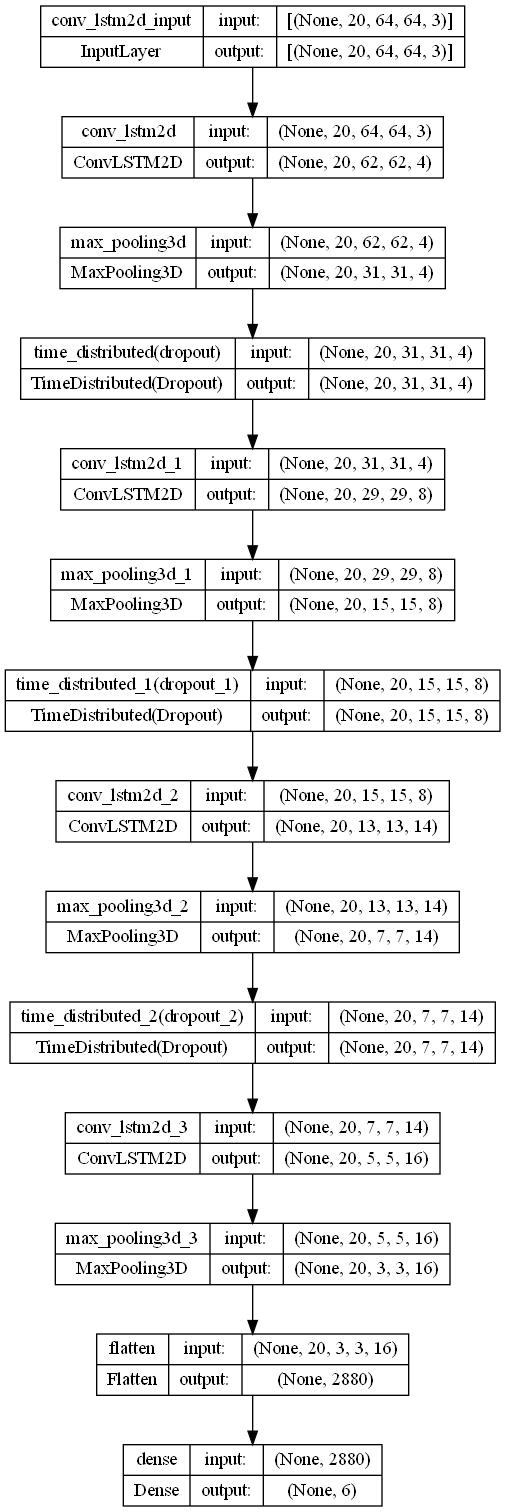 conv_lstm2d_input input: [(None, 20, 64, 64, 3)]
InputLayer output: [(None, 20, 64, 64, 3)]
conv_lstm2d input: (None, 20, 64, 64, 3)
ConvLSTM2D output: (None, 20, 62, 62, 4)
max_pooling3d input: (None, 20, 62, 62, 4)
MaxPooling3D output: (None, 20, 31, 31, 4)
time_distributed(dropout) input: (None, 20, 31, 31, 4)
TimeDistributed(Dropout) output: (None, 20, 31, 31, 4)
conv_lstm2d_1 input: (None, 20, 31, 31, 4)
ConvLSTM2D output: (None, 20, 29, 29, 8)
max_pooling3d_1 input: (None, 20, 29, 29, 8)
MaxPooling3D output: (None, 20, 15, 15, 8)
time_distributed_1(dropout_1) input: (None, 20, 15, 15, 8)
TimeDistributed(Dropout) output: (None, 20, 15, 15, 8)
conv_lstm2d_2 input: (None, 20, 15, 15, 8)
ConvLSTM2D output: (None, 20, 13, 13, 14)
max_pooling3d_2 input: (None, 20, 13, 13, 14)
MaxPooling3D output: (None, 20, 7, 7, 14)
time_distributed_2(dropout_2) input: (None, 20, 7, 7, 14)
TimeDistributed(Dropout) output: (None, 20, 7, 7, 14)
conv_lstm2d_3 input: (None, 20, 7, 7, 14)
ConvLSTM2D output: (None, 20, 5, 5, 16)
max_pooling3d_3 input: (None, 20, 5, 5, 16)
MaxPooling3D output: (None, 20, 3, 3, 16)
flatten input: (None, 20, 3, 3, 16)
Flatten output: (None, 2880)
dense input: (None, 2880)
Dense output: (None, 6)